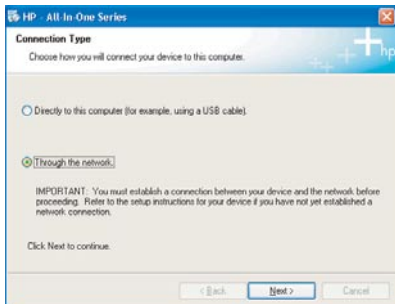 HP - All-In-One Series
Connection Type
Choose how you will connect your device to this computer.
hp
Directly to this computer (for example, using a USB cable).
Through the network.
IMPORTANT: You must establish a connection between your device and the network before
proceeding. Refer to the setup instructions for your device if you have not yet established a
network connection.
Click Next to continue.
< Back Next > Cancel